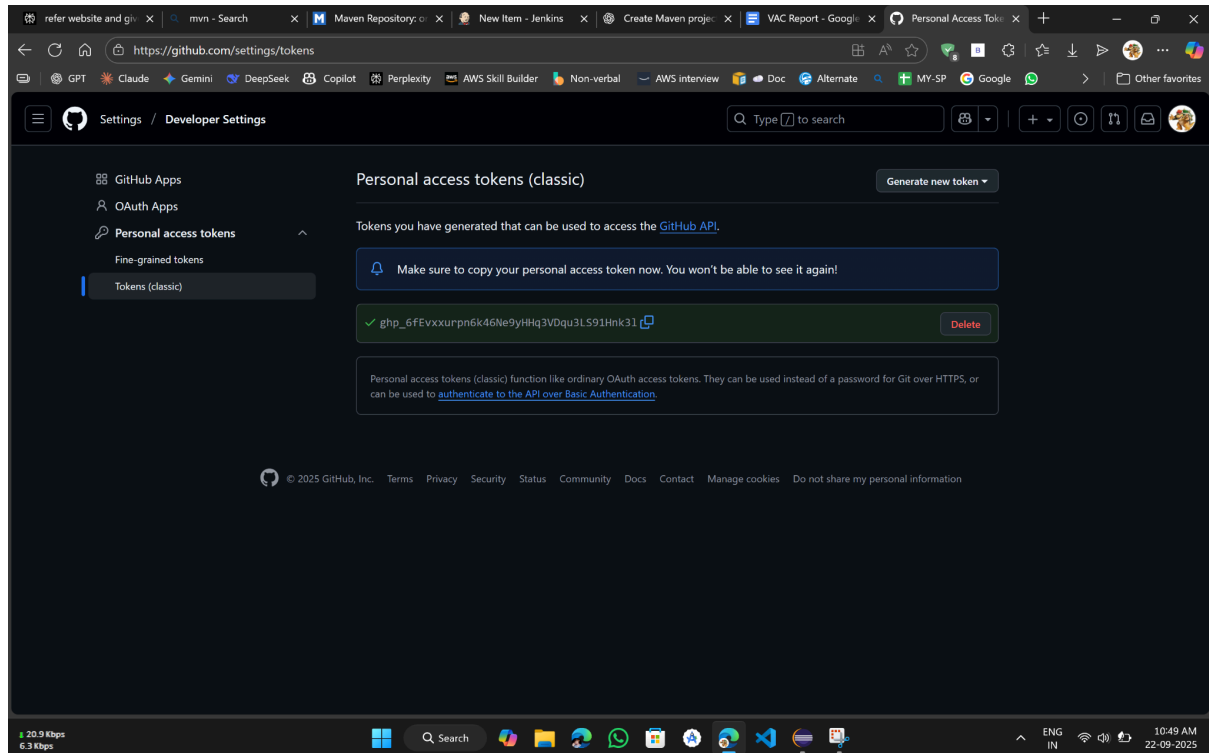 refer website and giv
mvn - Search
Maven Repository: o
New Item - Jenkins
Create Maven projec
VAC Report - Google
Personal Access Toke
https://github.com/settings/tokens
GPT
Claude
Gemini
DeepSeek
Copilot
Perplexity
AWS Skill Builder
Non-verbal
AWS interview
Doc
Alternate
MY-SP
Google
Other favorites
Settings / Developer Settings
Type / to search
GitHub Apps
OAuth Apps
Personal access tokens
Fine-grained tokens
Tokens (classic)
Personal access tokens (classic)
Generate new token
Tokens you have generated that can be used to access the GitHub API.
Make sure to copy your personal access token now. You won't be able to see it again!
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
Delete
Personal access tokens (classic) function like ordinary OAuth access tokens. They can be used instead of a password for Git over HTTPS, or
can be used to authenticate to the API over Basic Authentication.
© 2025 GitHub, Inc. Terms Privacy Security Status Community Docs Contact Manage cookies Do not share my personal information
20.9 Kbps
6.3 Kbps
Search
ENG
IN
10:49 AM
22-09-2025